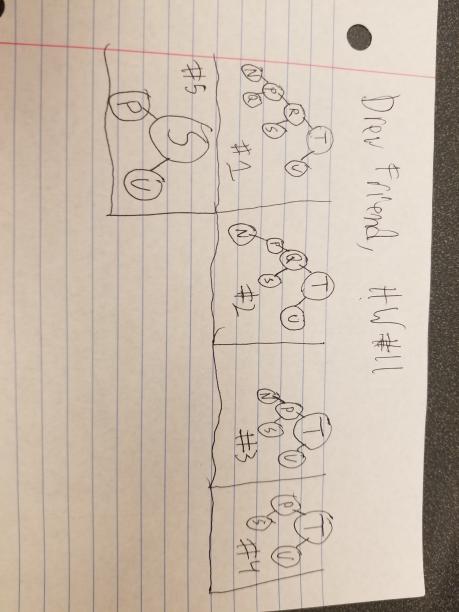 Drew Friend, HW #11
T
R U
P S
N Q
#1
T
Q U
P S
N
#2
T
P U
N S
#3
T
P U
S
#4
#5
S
P U